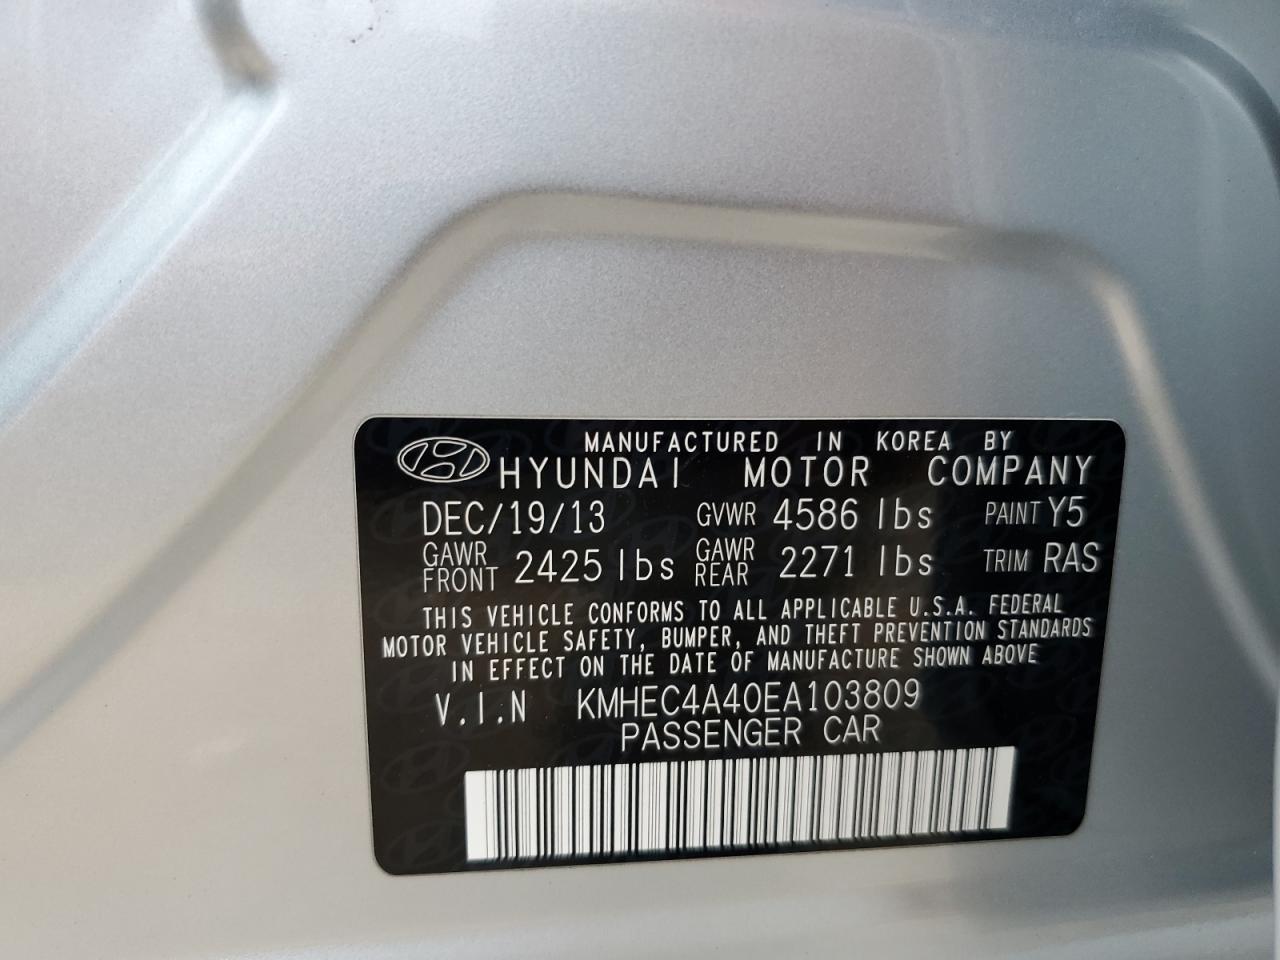 MANUFACTURED IN KOREA BY
HYUNDAI MOTOR COMPANY
DEC/19/13 GVWR 4586 lbs PAINT Y5
GAWR FRONT 2425 lbs GAWR REAR 2271 lbs TRIM RAS
THIS VEHICLE CONFORMS TO ALL APPLICABLE U.S.A. FEDERAL
MOTOR VEHICLE SAFETY, BUMPER, AND THEFT PREVENTION STANDARDS
IN EFFECT ON THE DATE OF MANUFACTURE SHOWN ABOVE
V.I.N KMHEC4A40EA103809
PASSENGER CAR